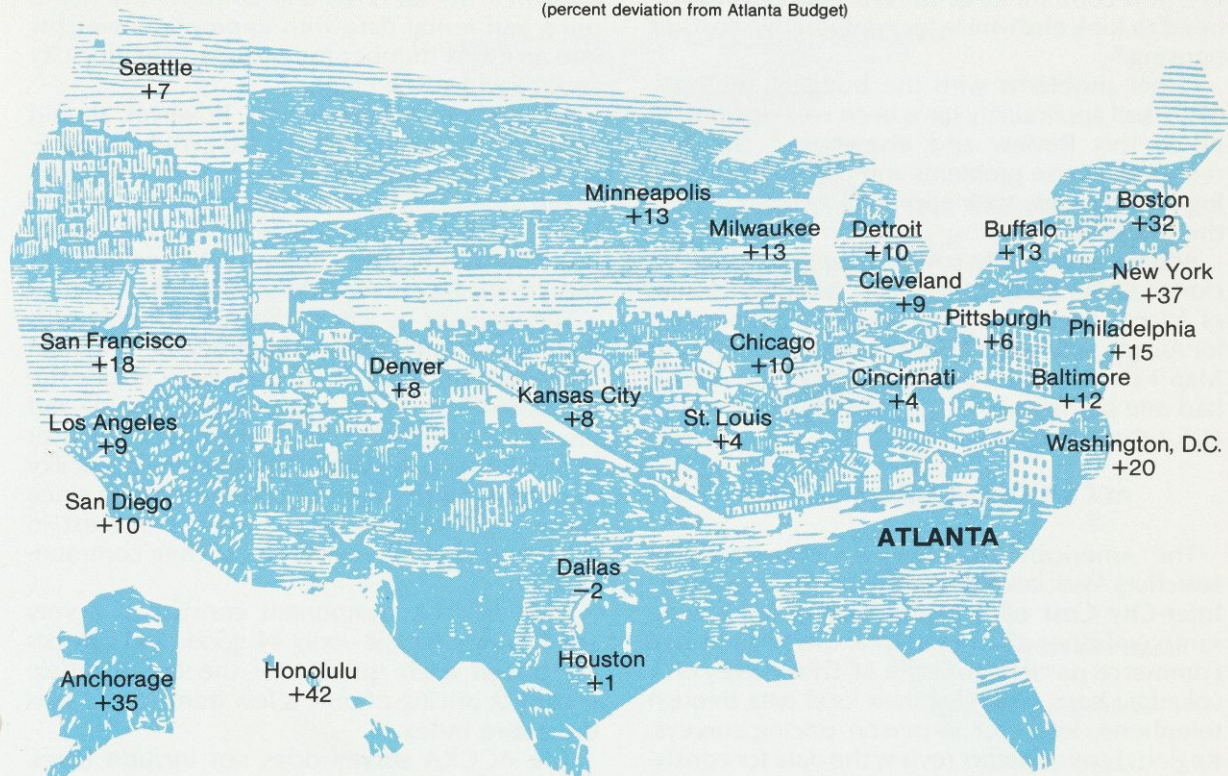 (percent deviation from Atlanta Budget)
Seattle
+7
Minneapolis
+13
Milwaukee
+13
Detroit
+10
Buffalo
+13
Boston
+32
Cleveland
+9
New York
+37
Pittsburgh
+6
Philadelphia
+15
San Francisco
+18
Denver
+8
Chicago
+10
Kansas City
+8
Cincinnati
+4
Baltimore
+12
Los Angeles
+9
St. Louis
+4
Washington, D.C.
+20
San Diego
+10
ATLANTA
Dallas
−2
Houston
+1
Anchorage
+35
Honolulu
+42